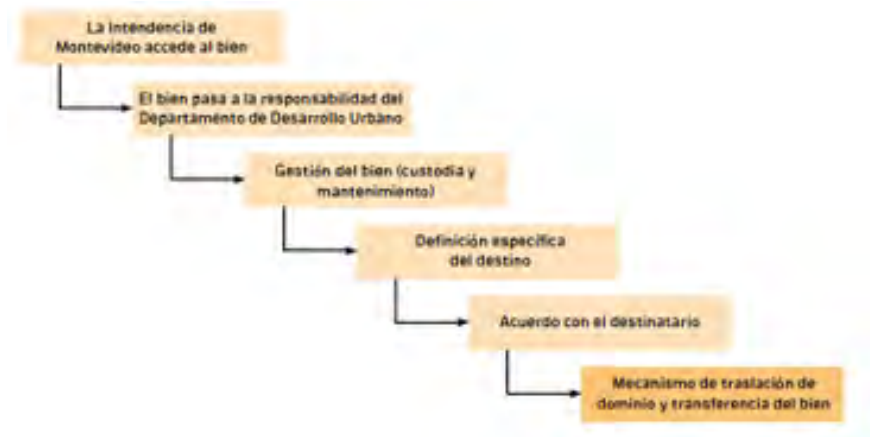 La Intendencia de
Montevideo accede al bien
El bien pasa a la responsabilidad del
Departamento de Desarrollo Urbano
Gestión del bien (custodia y
mantenimiento)
Definición específica
del destino
Acuerdo con el destinatario
Mecanismo de traslación de
dominio y transferencia del bien